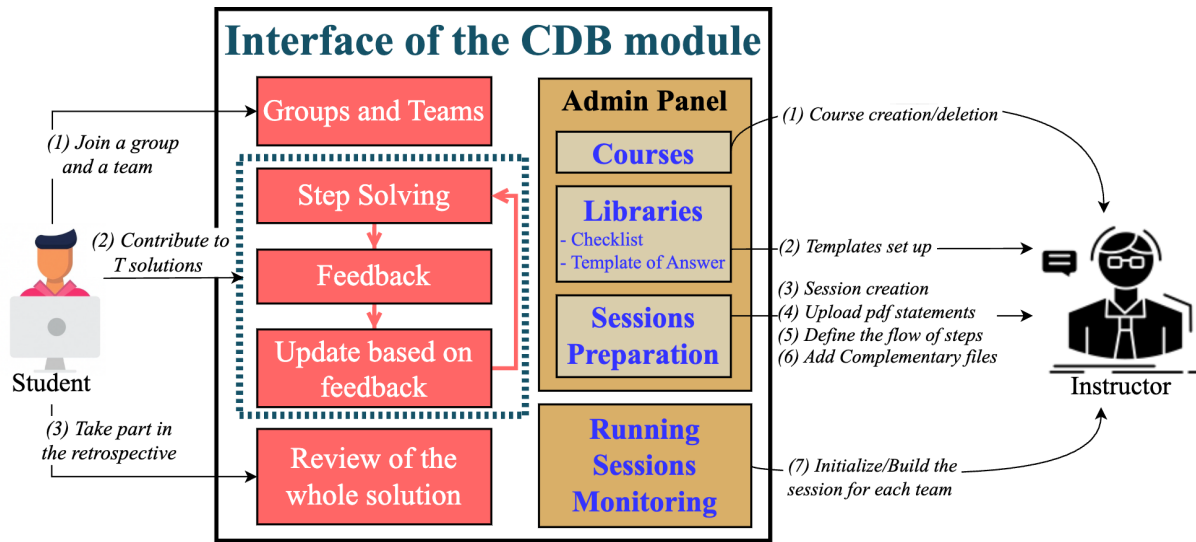 Interface of the CDB module
Groups and Teams
Step Solving
Feedback
Update based on
feedback
Review of the
whole solution
Admin Panel
Courses
Libraries
- Checklist
- Template of Answer
Sessions
Preparation
Running
Sessions
Monitoring
(1) Join a group
and a team
(2) Contribute to
T solutions
Student
(3) Take part in
the retrospective
(1) Course creation/deletion
(2) Templates set up
(3) Session creation
(4) Upload pdf statements
(5) Define the flow of steps
(6) Add Complementary files
Instructor
(7) Initialize/Build the
session for each team